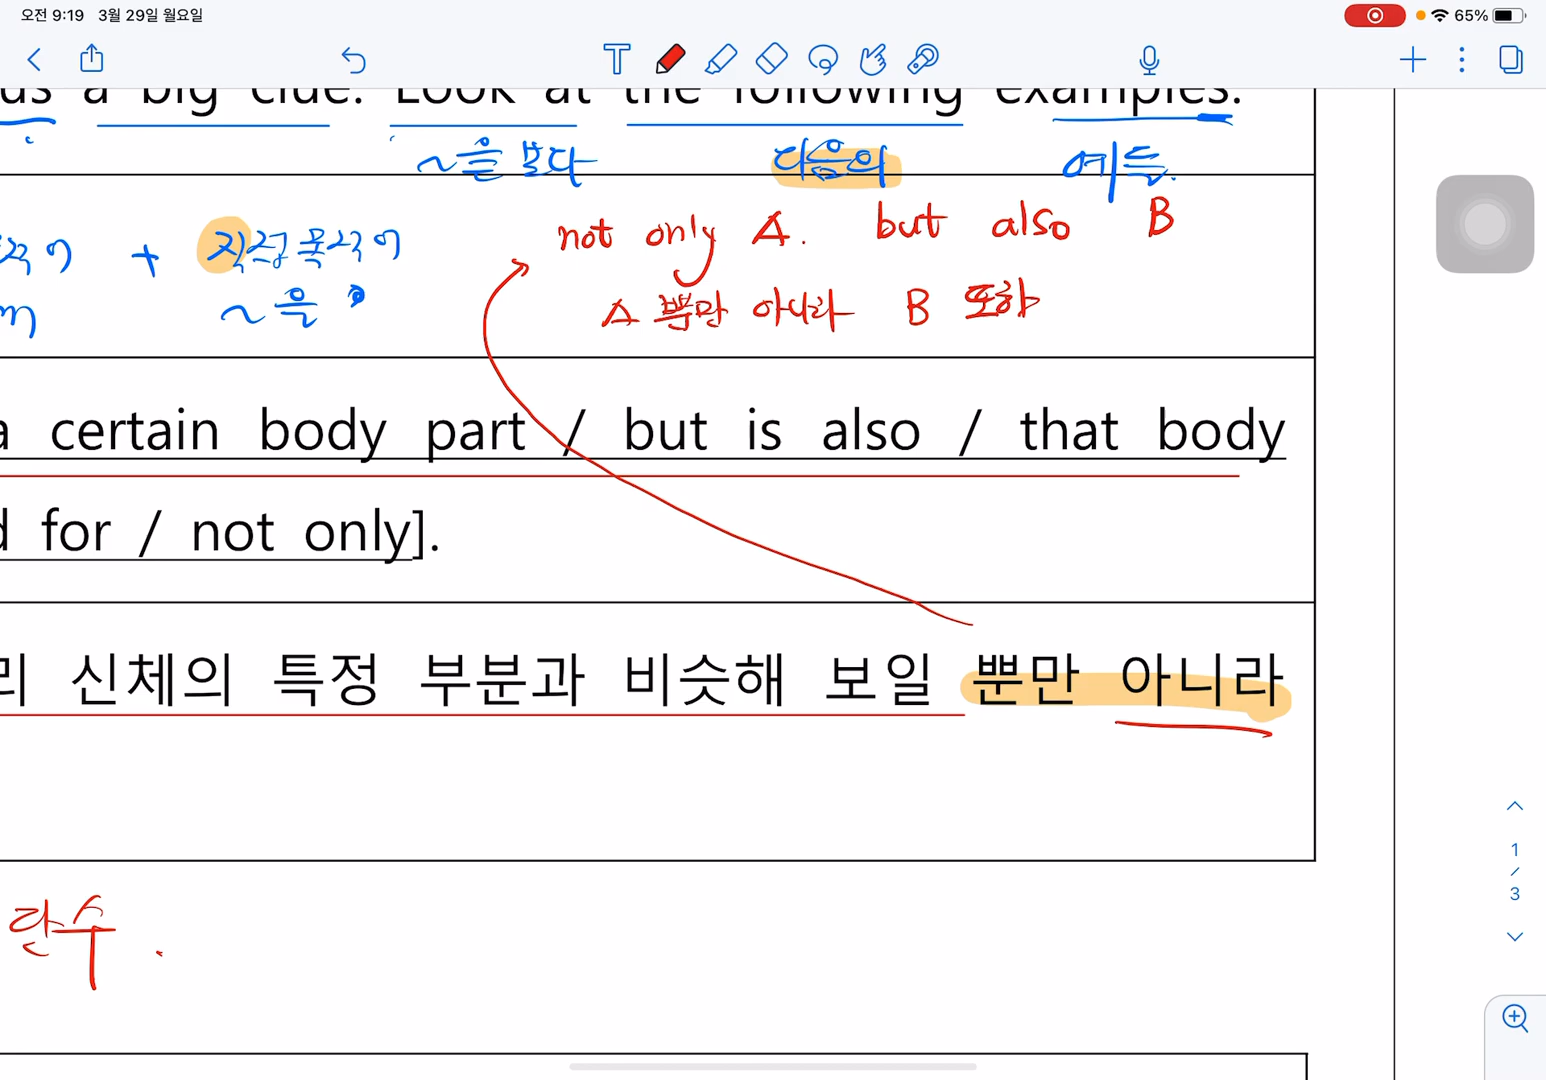 오전 9:19 3월 29일 월요일
65%
us a big clue. Look at the following examples.
~을 보다 다음의 예들.
not only A. but also B
+ 직접목적어
~을
A 뿐만 아니라 B 또한
a certain body part / but is also / that body
d for / not only].
리 신체의 특정 부분과 비슷해 보일 뿐만 아니라
단수.
1
/
3